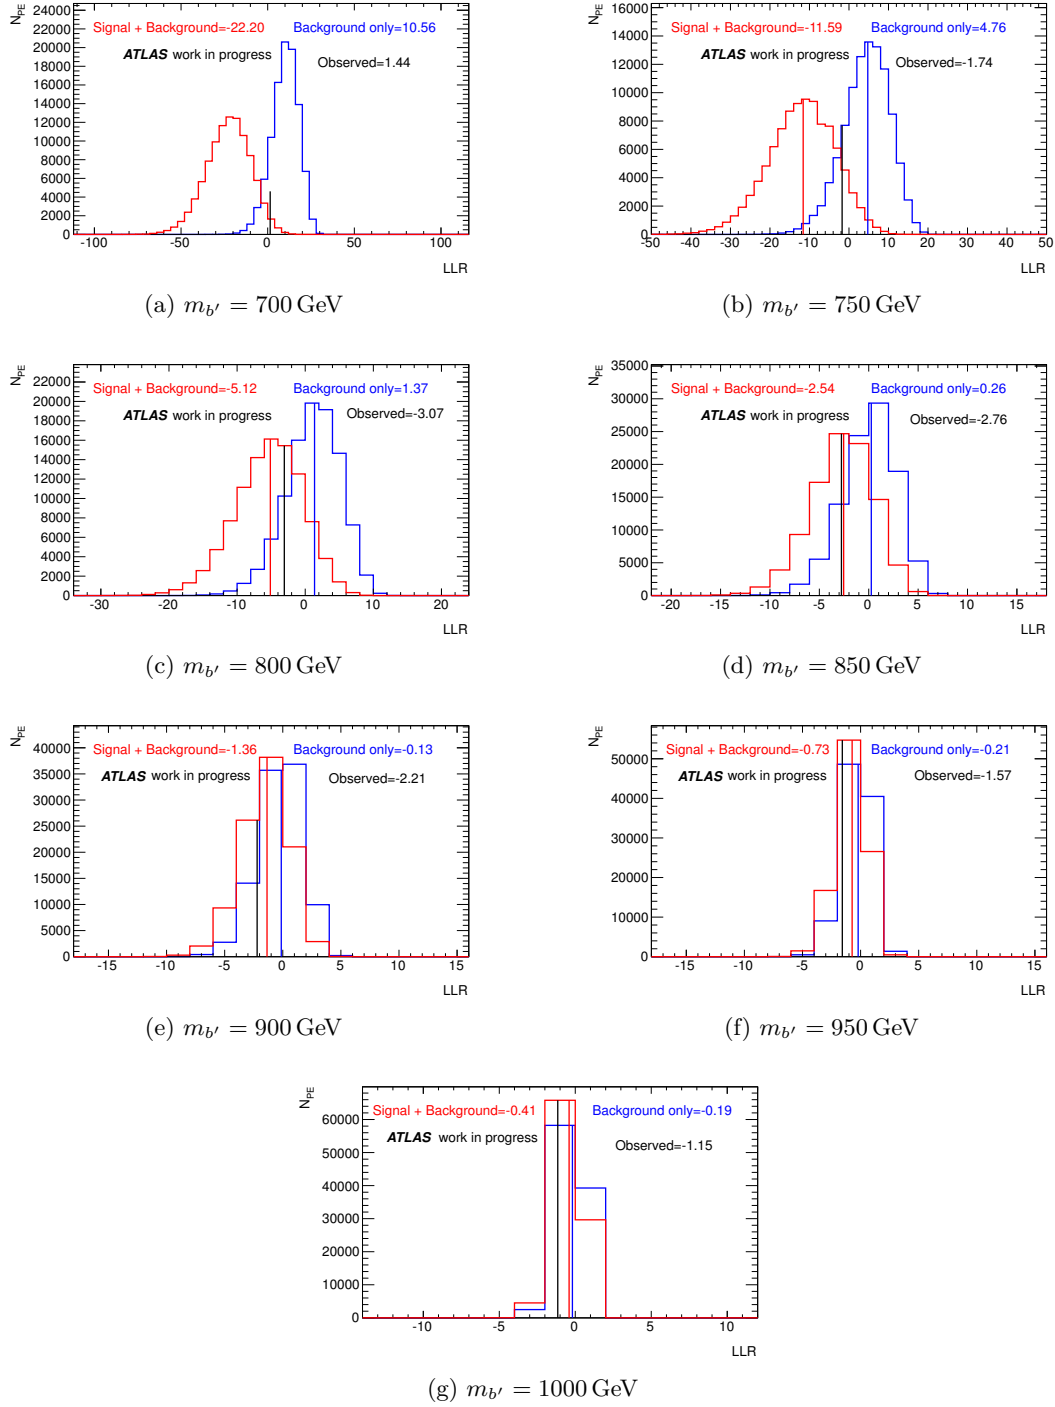 N_PE
Signal + Background=-22.20
Background only=10.56
ATLAS work in progress
Observed=1.44
24000
22000
20000
18000
16000
14000
12000
10000
8000
6000
4000
2000
0
-100 -50 0 50 100
LLR
(a) m_b′ = 700 GeV
N_PE
Signal + Background=-11.59
Background only=4.76
ATLAS work in progress
Observed=-1.74
16000
14000
12000
10000
8000
6000
4000
2000
0
-50 -40 -30 -20 -10 0 10 20 30 40 50
LLR
(b) m_b′ = 750 GeV
N_PE
Signal + Background=-5.12
Background only=1.37
ATLAS work in progress
Observed=-3.07
22000
20000
18000
16000
14000
12000
10000
8000
6000
4000
2000
0
-30 -20 -10 0 10 20
LLR
(c) m_b′ = 800 GeV
N_PE
Signal + Background=-2.54
Background only=0.26
ATLAS work in progress
Observed=-2.76
35000
30000
25000
20000
15000
10000
5000
0
-20 -15 -10 -5 0 5 10 15
LLR
(d) m_b′ = 850 GeV
N_PE
Signal + Background=-1.36
Background only=-0.13
ATLAS work in progress
Observed=-2.21
40000
35000
30000
25000
20000
15000
10000
5000
0
-15 -10 -5 0 5 10 15
LLR
(e) m_b′ = 900 GeV
N_PE
Signal + Background=-0.73
Background only=-0.21
ATLAS work in progress
Observed=-1.57
50000
40000
30000
20000
10000
0
-15 -10 -5 0 5 10 15
LLR
(f) m_b′ = 950 GeV
N_PE
Signal + Background=-0.41
Background only=-0.19
ATLAS work in progress
Observed=-1.15
60000
50000
40000
30000
20000
10000
0
-10 -5 0 5 10
LLR
(g) m_b′ = 1000 GeV